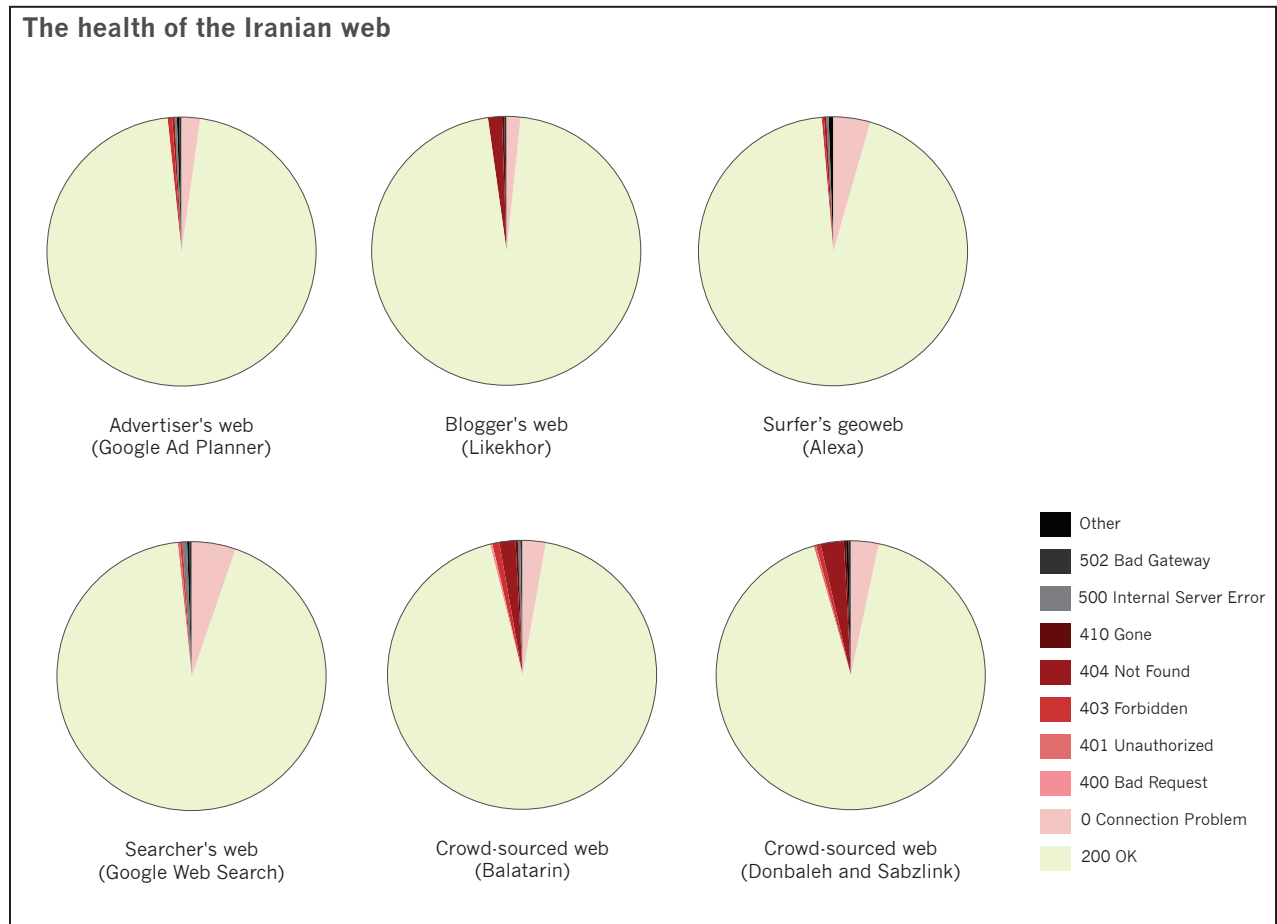 The health of the Iranian web
Advertiser's web
(Google Ad Planner)
Blogger's web
(Likekhor)
Surfer’s geoweb
(Alexa)
Searcher's web
(Google Web Search)
Crowd-sourced web
(Balatarin)
Crowd-sourced web
(Donbaleh and Sabzlink)
Other
502 Bad Gateway
500 Internal Server Error
410 Gone
404 Not Found
403 Forbidden
401 Unauthorized
400 Bad Request
0 Connection Problem
200 OK